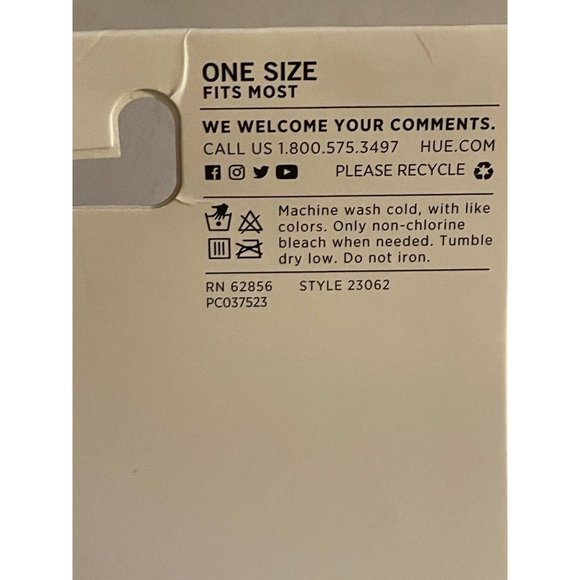 ONE SIZE
FITS MOST
WE WELCOME YOUR COMMENTS.
CALL US 1.800.575.3497 HUE.COM
PLEASE RECYCLE
Machine wash cold, with like
colors. Only non-chlorine
bleach when needed. Tumble
dry low. Do not iron.
RN 62856 STYLE 23062
PC037523